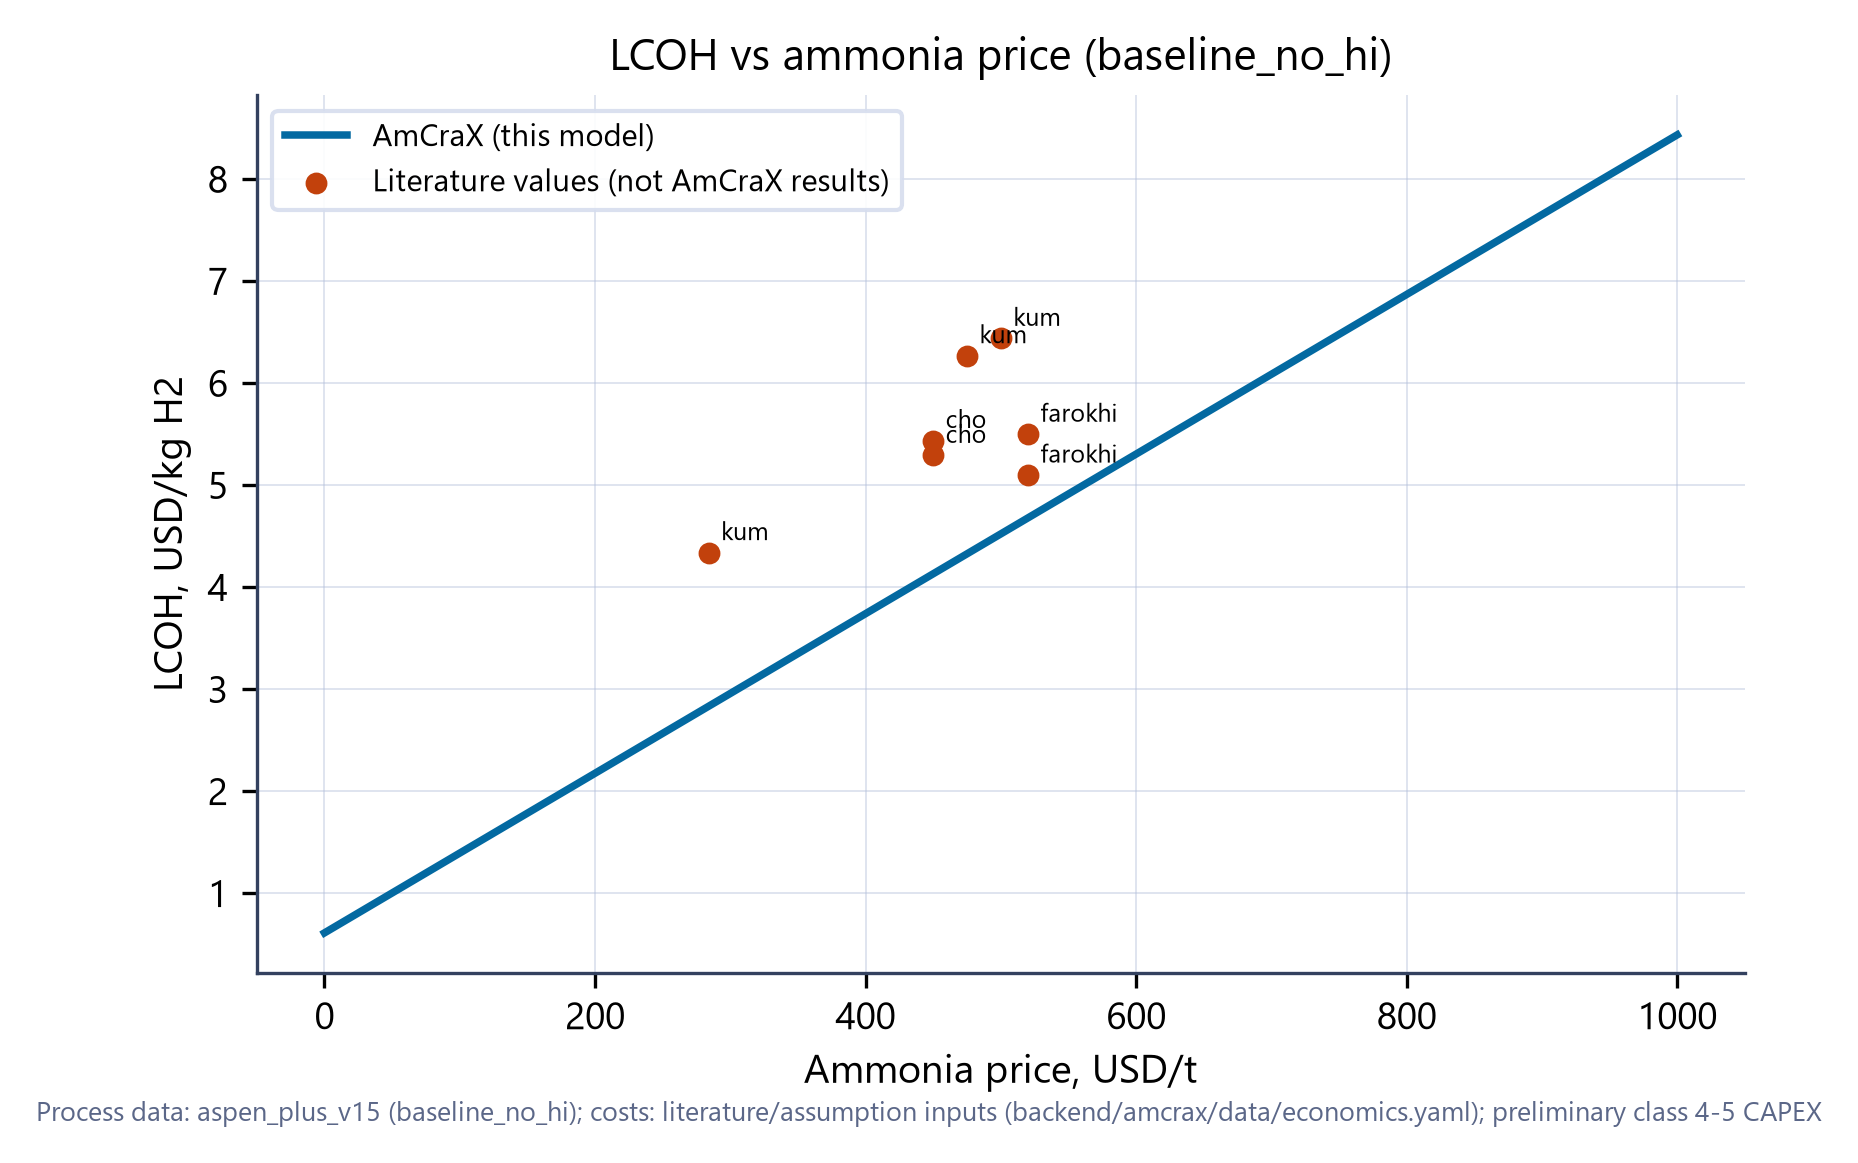 LCOH vs ammonia price (baseline_no_hi)
AmCraX (this model)
Literature values (not AmCraX results)
8
7
6
5
4
3
2
1
LCOH, USD/kg H2
kum
kum
cho
cho
farokhi
farokhi
kum
0
200
400
600
800
1000
Ammonia price, USD/t
Process data: aspen_plus_v15 (baseline_no_hi); costs: literature/assumption inputs (backend/amcrax/data/economics.yaml); preliminary class 4-5 CAPEX